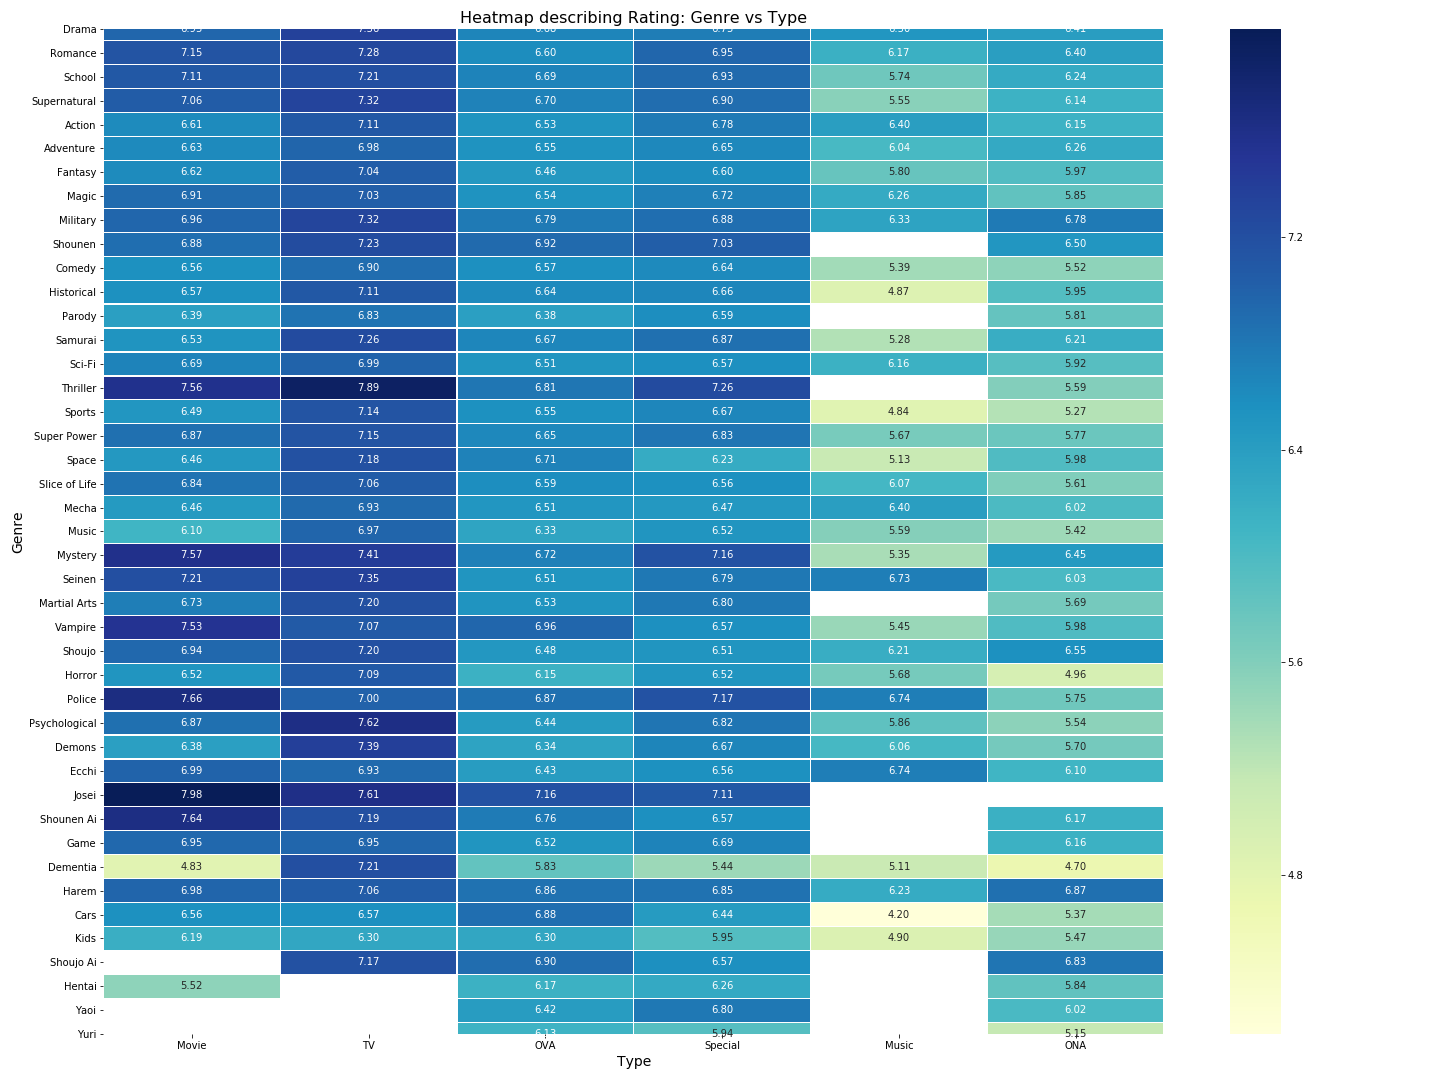 Heatmap describing Rating: Genre vs Type
Drama
Romance 7.15 7.28 6.60 6.95 6.17 6.40
School 7.11 7.21 6.69 6.93 5.74 6.24
Supernatural 7.06 7.32 6.70 6.90 5.55 6.14
Action 6.61 7.11 6.53 6.78 6.40 6.15
Adventure 6.63 6.98 6.55 6.65 6.04 6.26
Fantasy 6.62 7.04 6.46 6.60 5.80 5.97
Magic 6.91 7.03 6.54 6.72 6.26 5.85
Military 6.96 7.32 6.79 6.88 6.33 6.78
Shounen 6.88 7.23 6.92 7.03 6.50
Comedy 6.56 6.90 6.57 6.64 5.39 5.52
Historical 6.57 7.11 6.64 6.66 4.87 5.95
Parody 6.39 6.83 6.38 6.59 5.81
Samurai 6.53 7.26 6.67 6.87 5.28 6.21
Sci-Fi 6.69 6.99 6.51 6.57 6.16 5.92
Thriller 7.56 7.89 6.81 7.26 5.59
Sports 6.49 7.14 6.55 6.67 4.84 5.27
Super Power 6.87 7.15 6.65 6.83 5.67 5.77
Space 6.46 7.18 6.71 6.23 5.13 5.98
Slice of Life 6.84 7.06 6.59 6.56 6.07 5.61
Mecha 6.46 6.93 6.51 6.47 6.40 6.02
Music 6.10 6.97 6.33 6.52 5.59 5.42
Mystery 7.57 7.41 6.72 7.16 5.35 6.45
Seinen 7.21 7.35 6.51 6.79 6.73 6.03
Martial Arts 6.73 7.20 6.53 6.80 5.69
Vampire 7.53 7.07 6.96 6.57 5.45 5.98
Shoujo 6.94 7.20 6.48 6.51 6.21 6.55
Horror 6.52 7.09 6.15 6.52 5.68 4.96
Police 7.66 7.00 6.87 7.17 6.74 5.75
Psychological 6.87 7.62 6.44 6.82 5.86 5.54
Demons 6.38 7.39 6.34 6.67 6.06 5.70
Ecchi 6.99 6.93 6.43 6.56 6.74 6.10
Josei 7.98 7.61 7.16 7.11
Shounen Ai 7.64 7.19 6.76 6.57 6.17
Game 6.95 6.95 6.52 6.69 6.16
Dementia 4.83 7.21 5.83 5.44 5.11 4.70
Harem 6.98 7.06 6.86 6.85 6.23 6.87
Cars 6.56 6.57 6.88 6.44 4.20 5.37
Kids 6.19 6.30 6.30 5.95 4.90 5.47
Shoujo Ai 7.17 6.90 6.57 6.83
Hentai 5.52 6.17 6.26 5.84
Yaoi 6.42 6.80 6.02
Yuri 6.13 5.94 5.15
Movie TV OVA Special Music ONA
Type
Genre
7.2
6.4
5.6
4.8